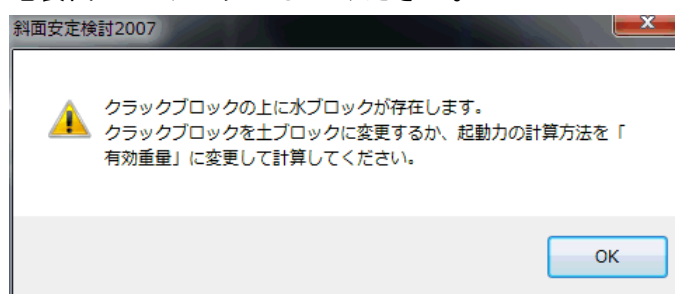 斜面安定検討2007
クラックブロックの上に水ブロックが存在します。
クラックブロックを土ブロックに変更するか、起動力の計算方法を「
有効重量」に変更して計算してください。
OK